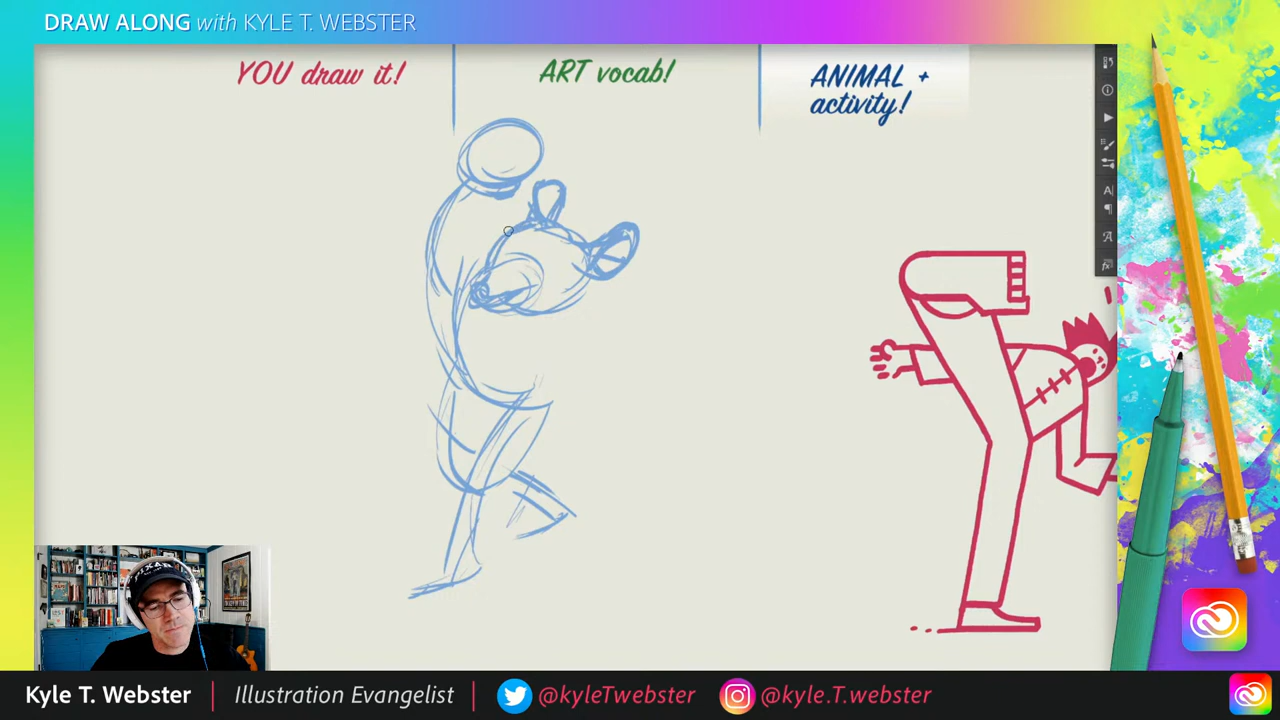 DRAW ALONG with KYLE T. WEBSTER
YOU draw it!
ART vocab!
ANIMAL +
activity!
PIXAR
Kyle T. Webster | Illustration Evangelist @kyleTwebster @kyle.T.webster